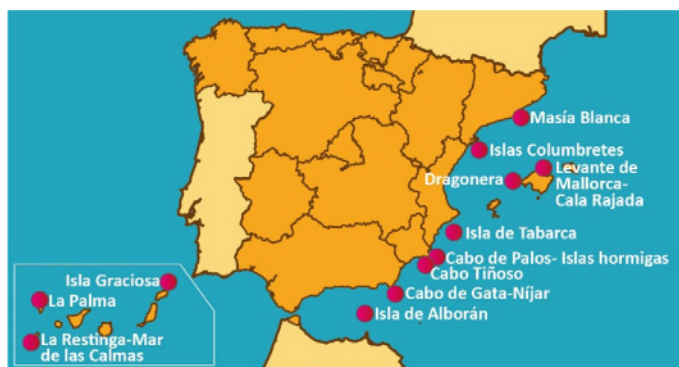 Masía Blanca
Islas Columbretes
Levante de
Mallorca-
Cala Rajada
Dragonera
Isla de Tabarca
Cabo de Palos- Islas hormigas
Cabo Tiñoso
Cabo de Gata-Níjar
Isla de Alborán
Isla Graciosa
La Palma
La Restinga-Mar
de las Calmas